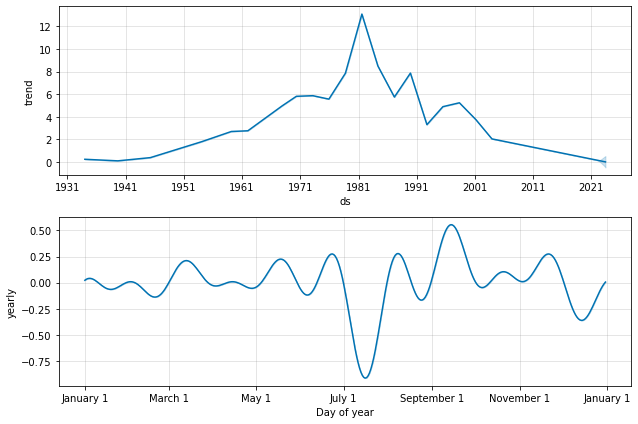 12
10
8
6
4
2
0
trend
1931 1941 1951 1961 1971 1981 1991 2001 2011 2021
ds
0.50
0.25
0.00
−0.25
−0.50
−0.75
yearly
January 1 March 1 May 1 July 1 September 1 November 1 January 1
Day of year